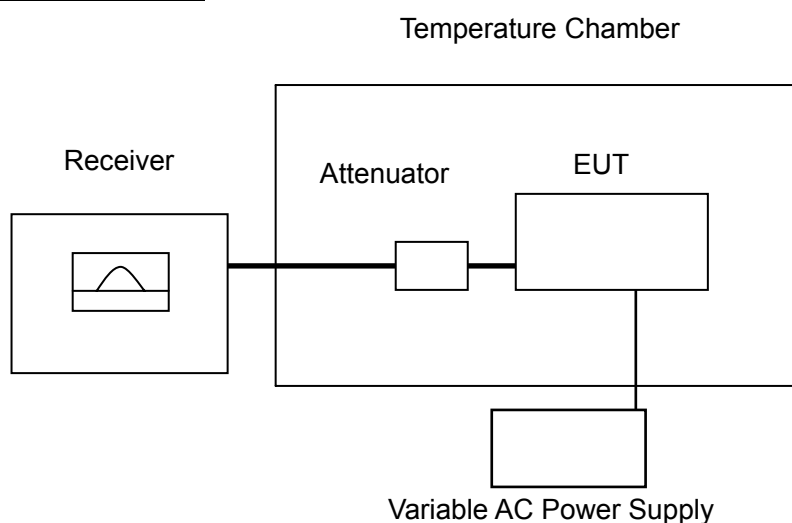 Temperature Chamber
Receiver
Attenuator
EUT
Variable AC Power Supply